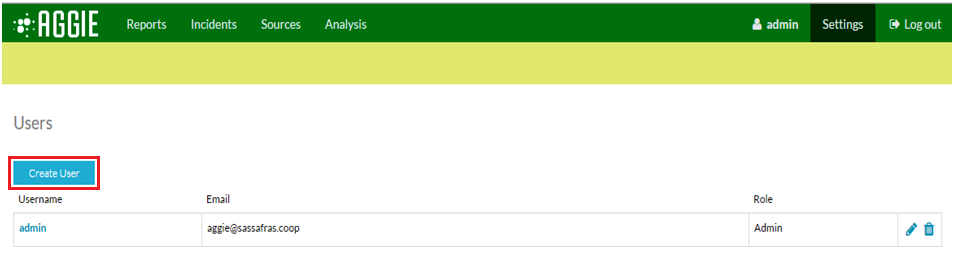 AGGIE Reports Incidents Sources Analysis admin Settings Log out
Users
Create User
Username Email Role
admin aggie@sassafras.coop Admin